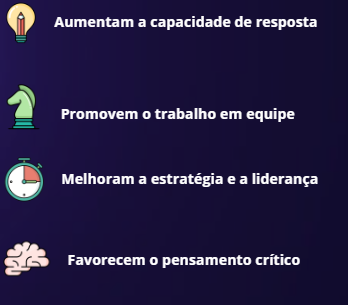 Aumentam a capacidade de resposta
Promovem o trabalho em equipe
Melhoram a estratégia e a liderança
Favorecem o pensamento crítico